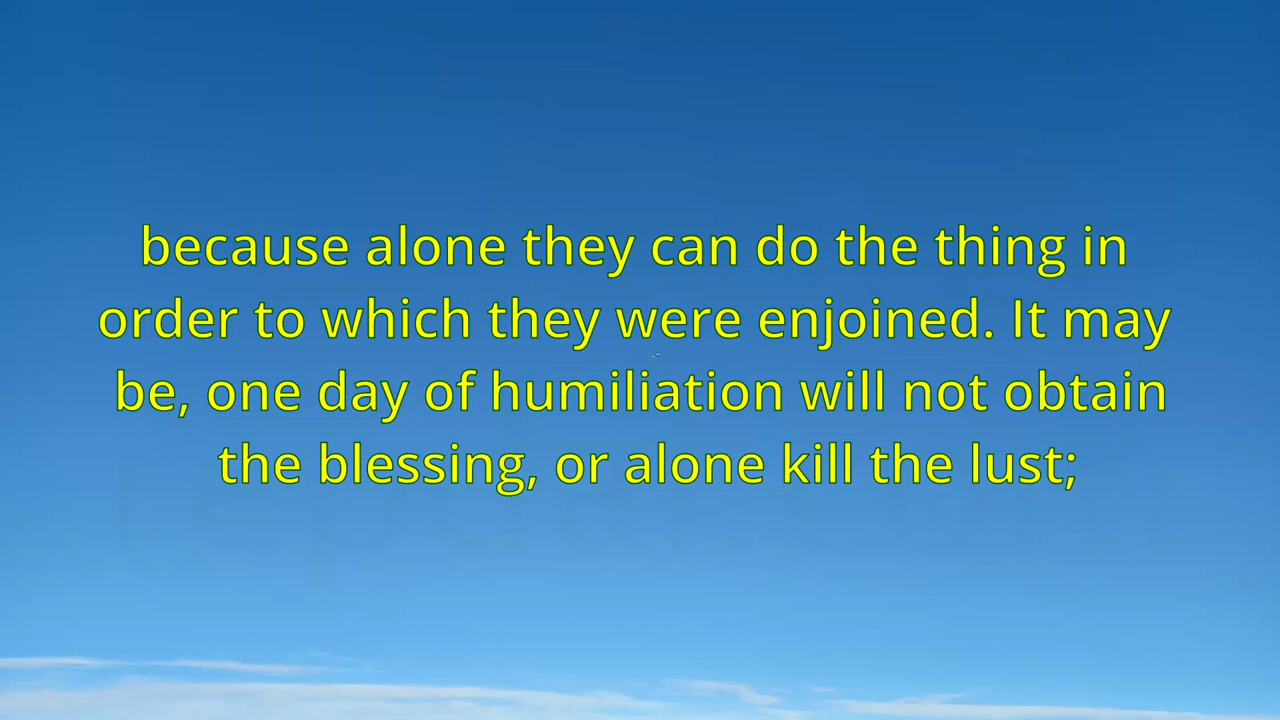 because alone they can do the thing in
order to which they were enjoined. It may
be, one day of humiliation will not obtain
the blessing, or alone kill the lust;